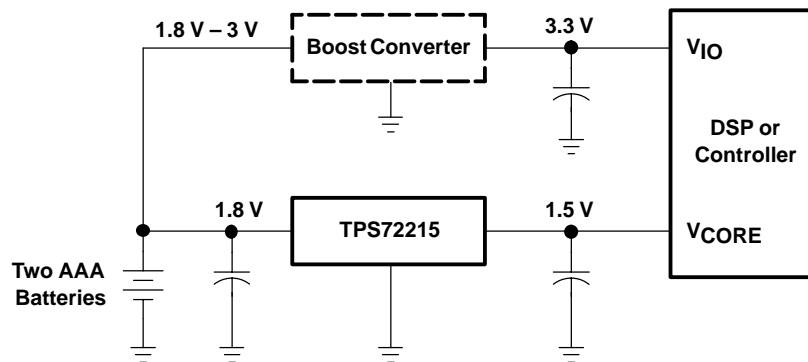 1.8 V – 3 V
Boost Converter
3.3 V
VIO
DSP or
Controller
1.8 V
TPS72215
1.5 V
VCORE
Two AAA
Batteries